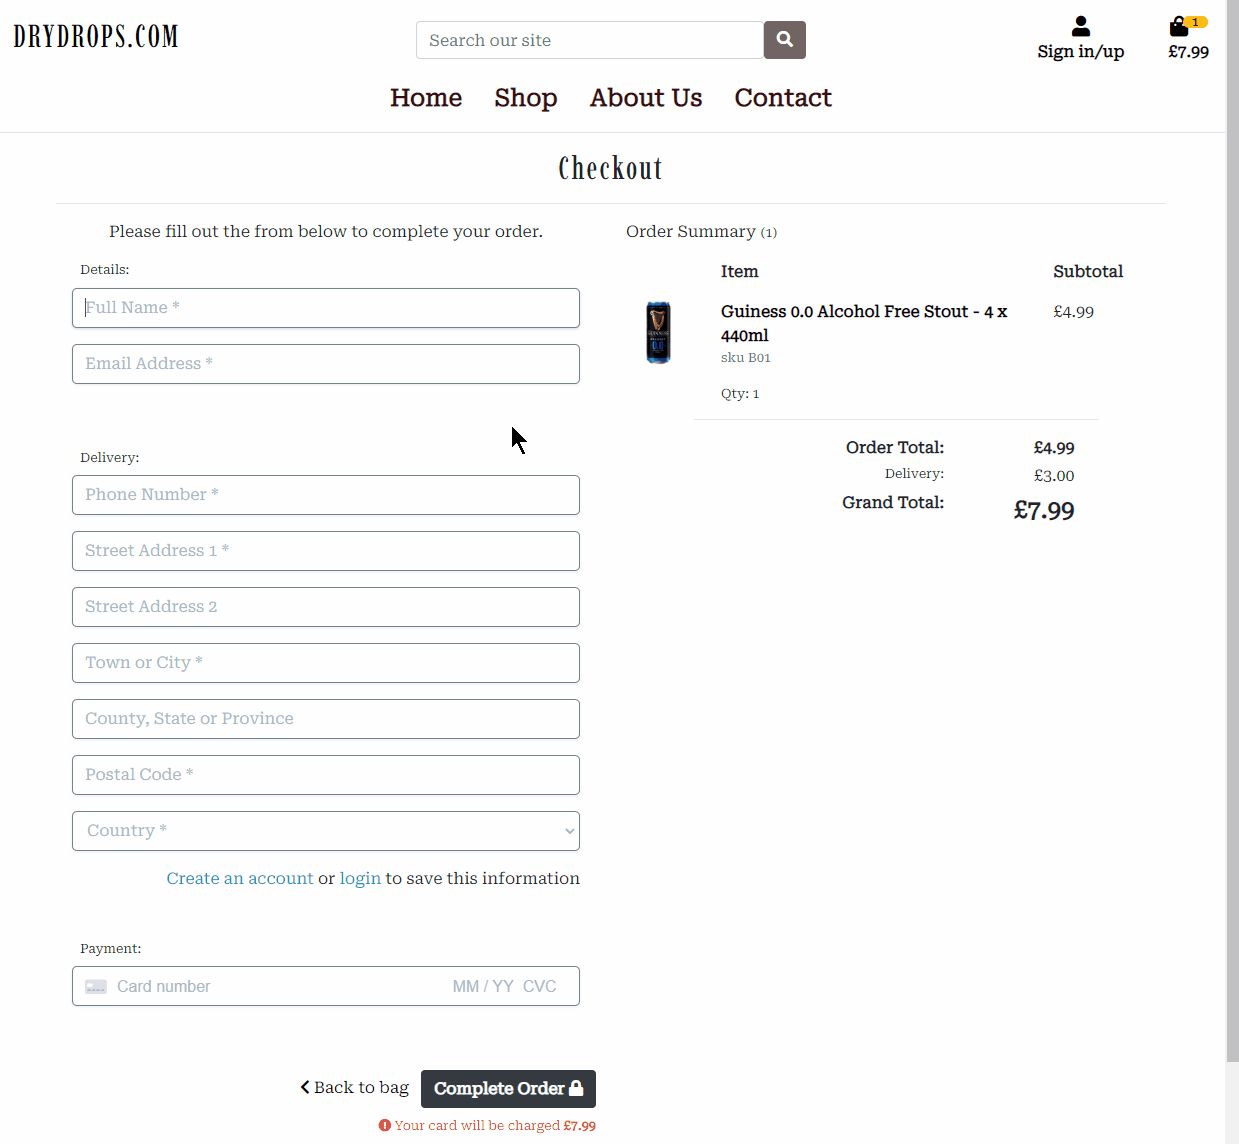 DRYDROPS.COM
Search our site
Sign in/up
1
£7.99
Home Shop About Us Contact
Checkout
Please fill out the from below to complete your order.
Details:
Full Name *
Email Address *
Delivery:
Phone Number *
Street Address 1 *
Street Address 2
Town or City *
County, State or Province
Postal Code *
Country *
Create an account or login to save this information
Payment:
Card number MM / YY CVC
Back to bag
Complete Order
Your card will be charged £7.99
Order Summary (1)
Item Subtotal
Guiness 0.0 Alcohol Free Stout - 4 x £4.99
440ml
sku B01
Qty: 1
Order Total: £4.99
Delivery: £3.00
Grand Total: £7.99